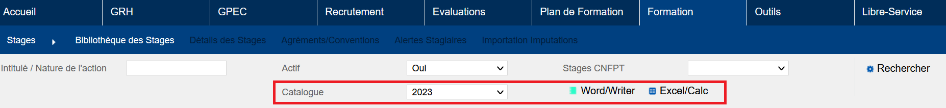 Accueil GRH GPEC Recrutement Evaluations Plan de Formation Formation Outils Libre-Service
Stages Bibliothèque des Stages Détails des Stages Agréments/Conventions Alertes Stagiaires Importation Imputations
Intitulé / Nature de l'action Actif Oui Stages CNFPT Rechercher
Catalogue 2023 Word/Writer Excel/Calc